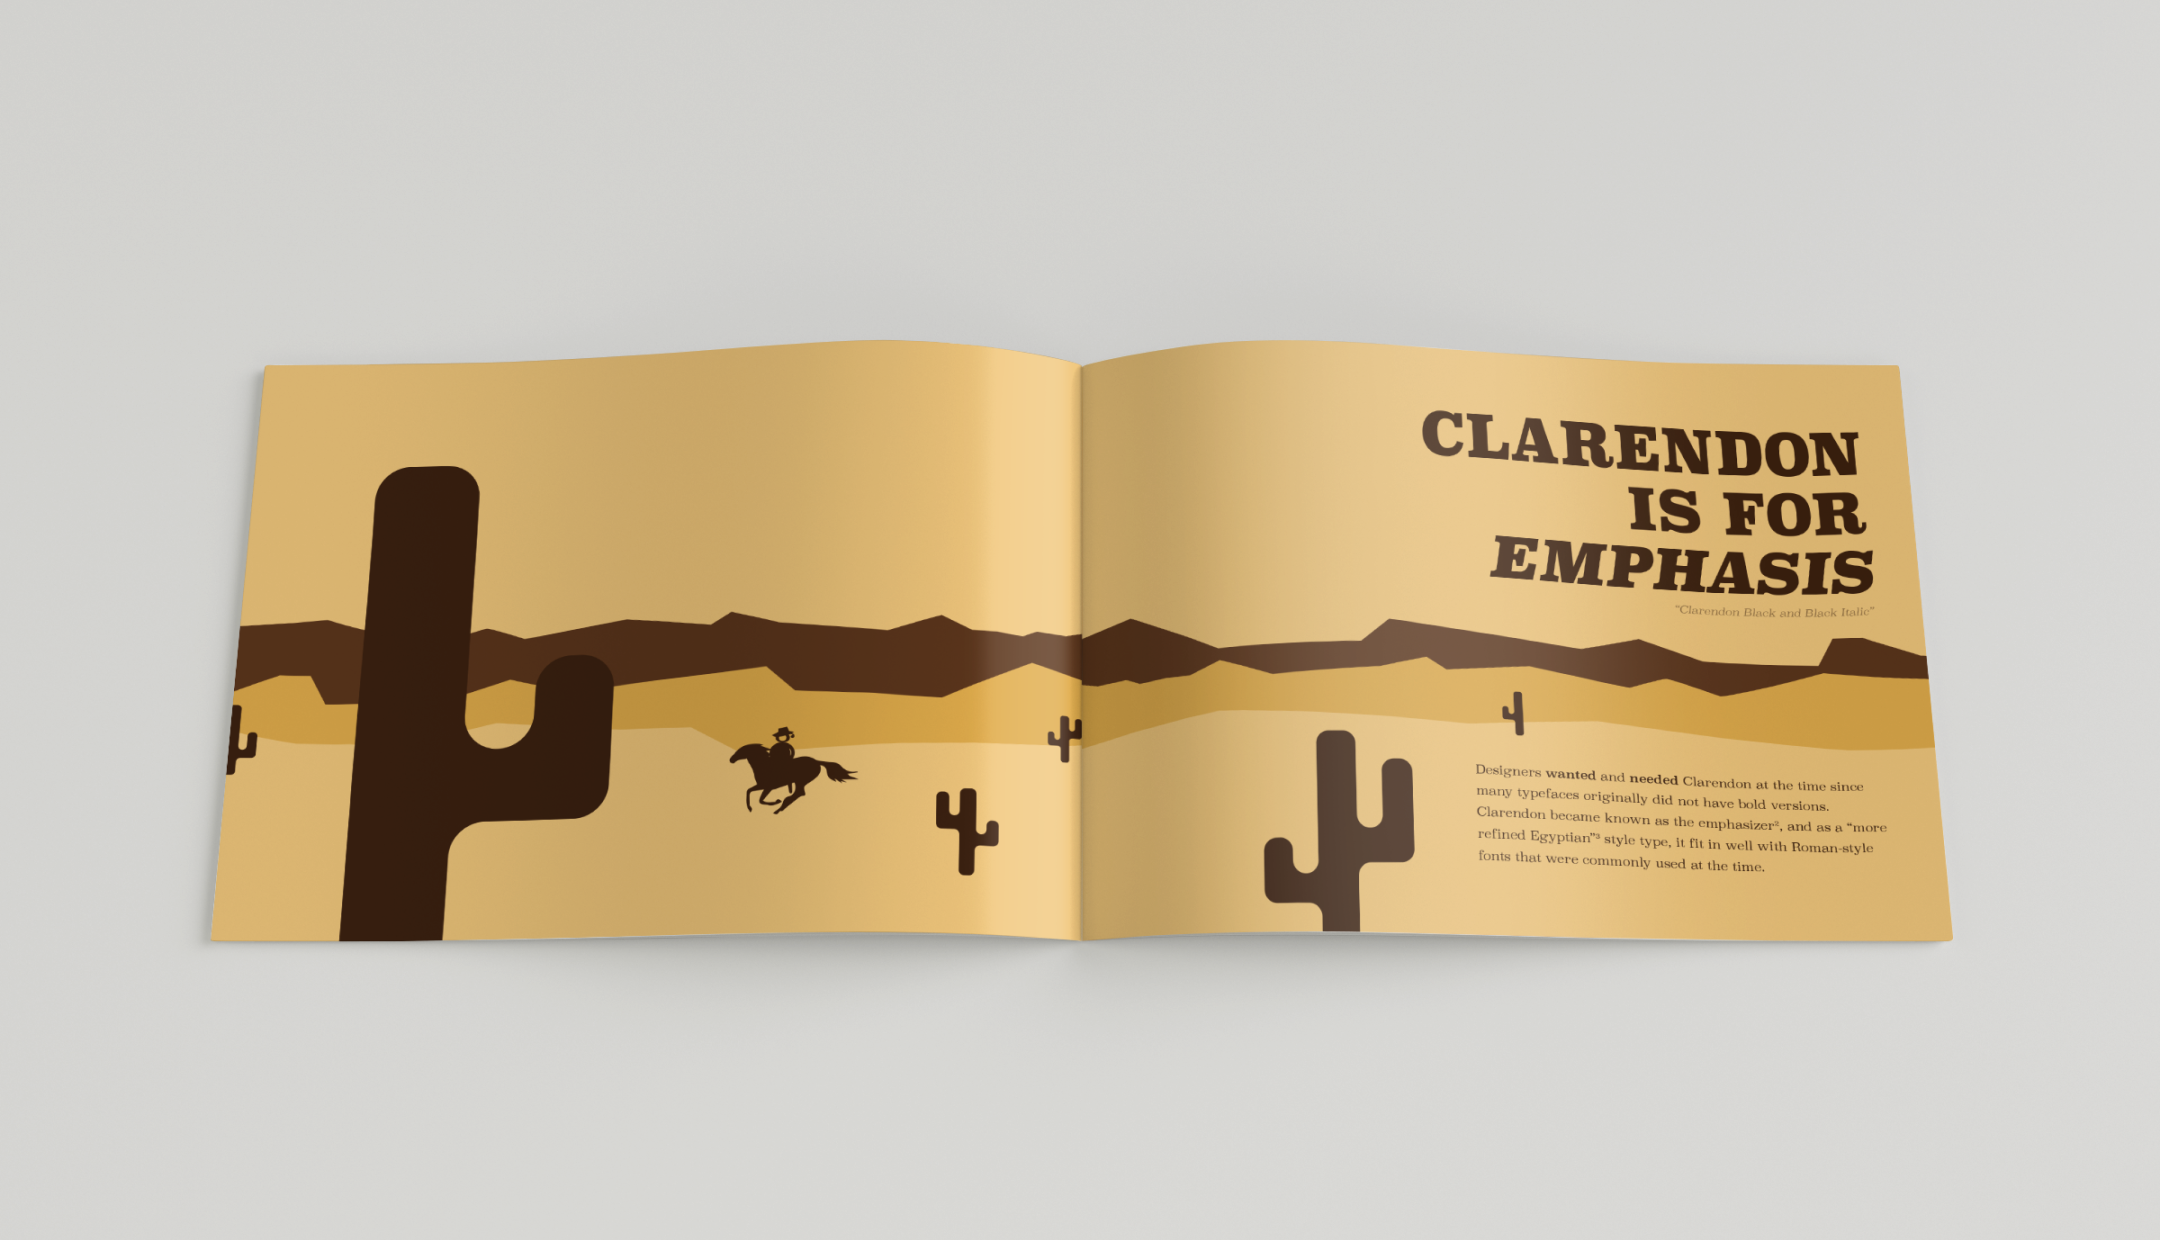 CLARENDON
IS FOR
EMPHASIS
"Clarendon Black and Black Italic"
Designers wanted and needed Clarendon at the time since
many typefaces originally did not have bold versions.
Clarendon became known as the emphasizer², and as a “more
refined Egyptian”³ style type, it fit in well with Roman-style
fonts that were commonly used at the time.